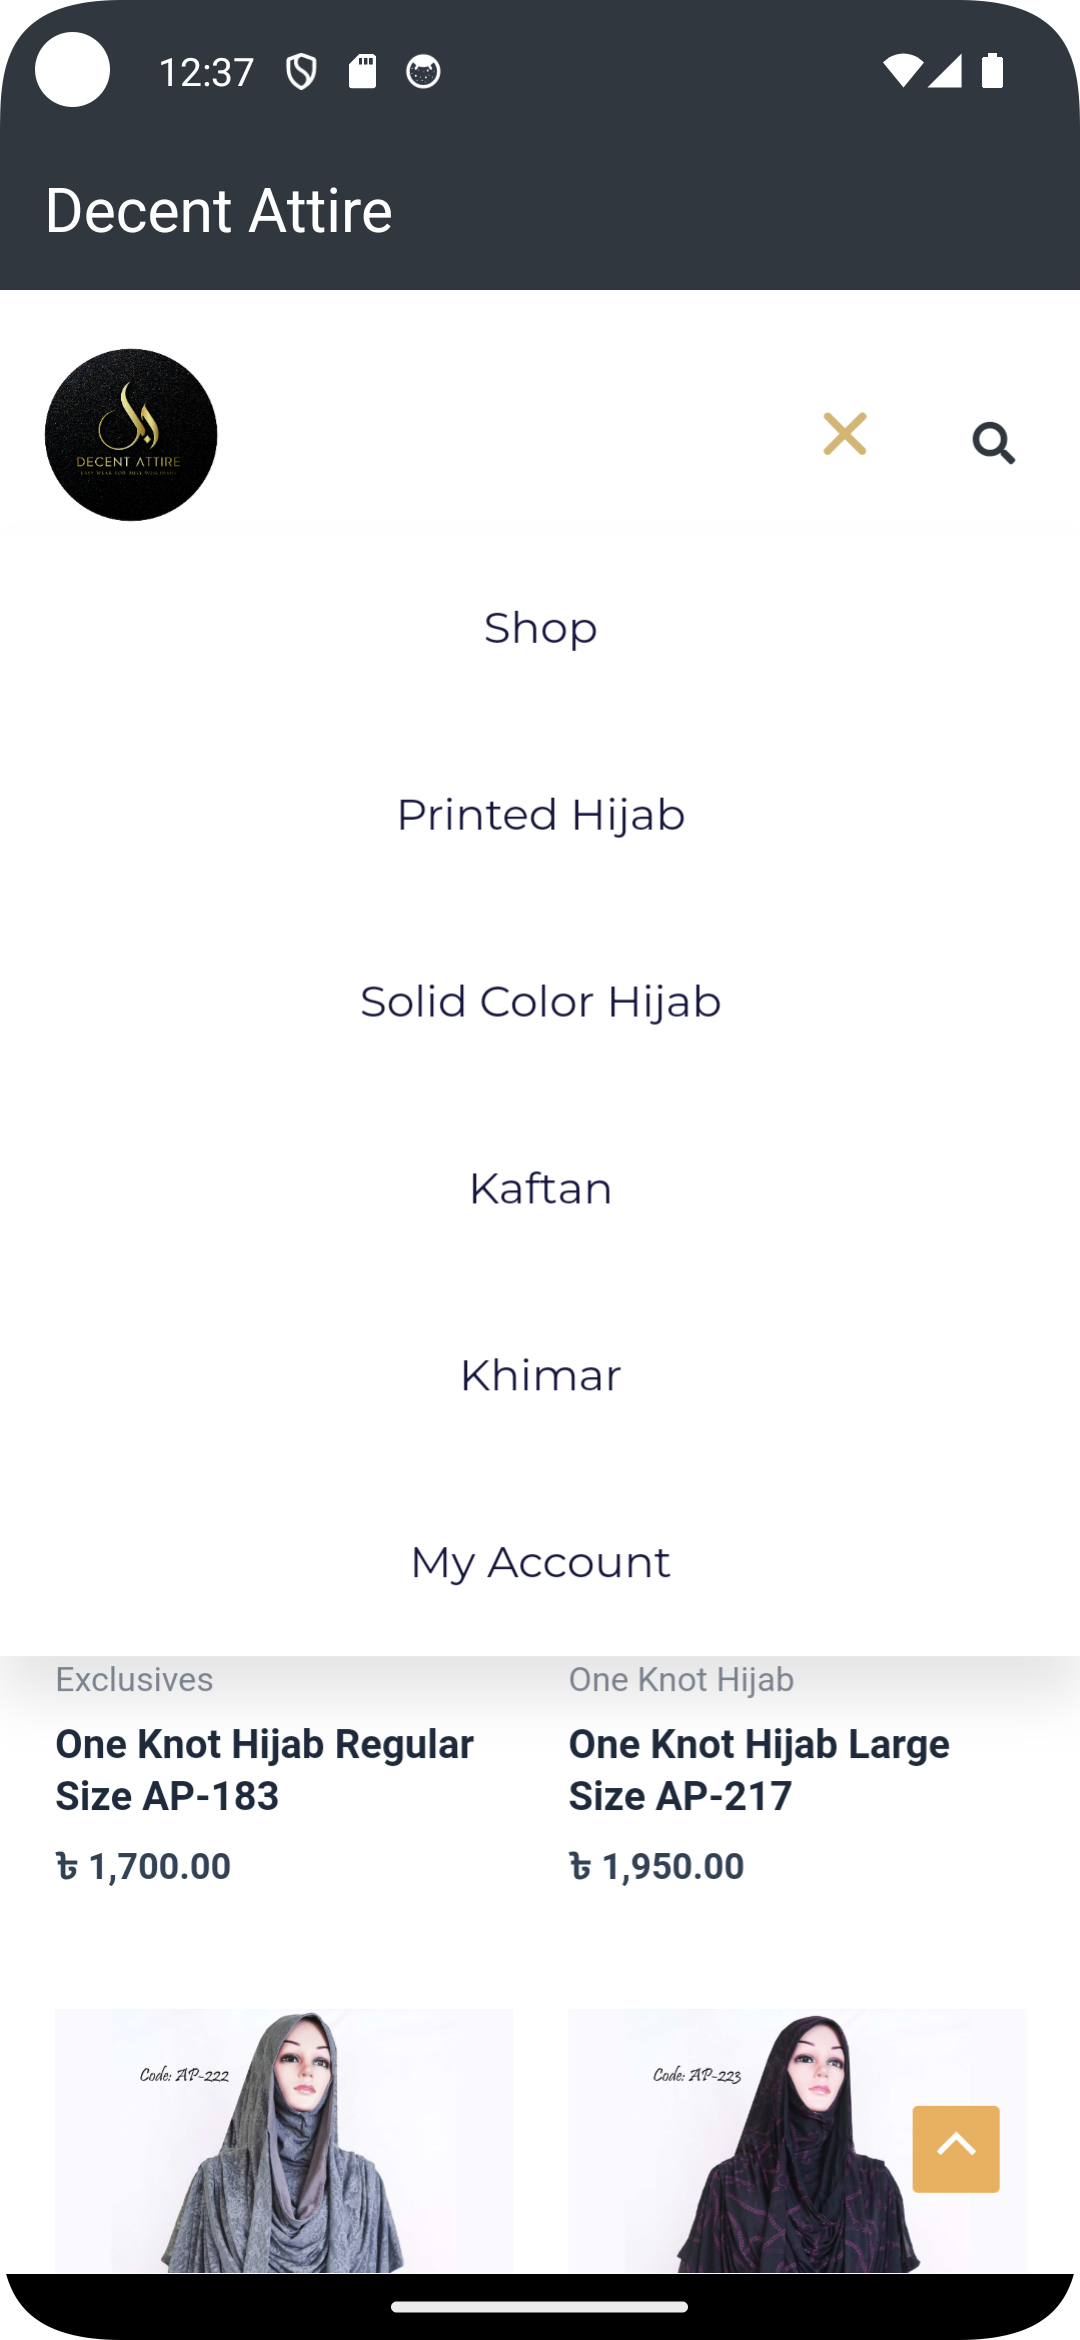 12:37
Decent Attire
DECENT ATTIRE
Shop
Printed Hijab
Solid Color Hijab
Kaftan
Khimar
My Account
Exclusives
One Knot Hijab Regular
Size AP-183
৳ 1,700.00
One Knot Hijab
One Knot Hijab Large
Size AP-217
৳ 1,950.00
Code: AP-222
Code: AP-223